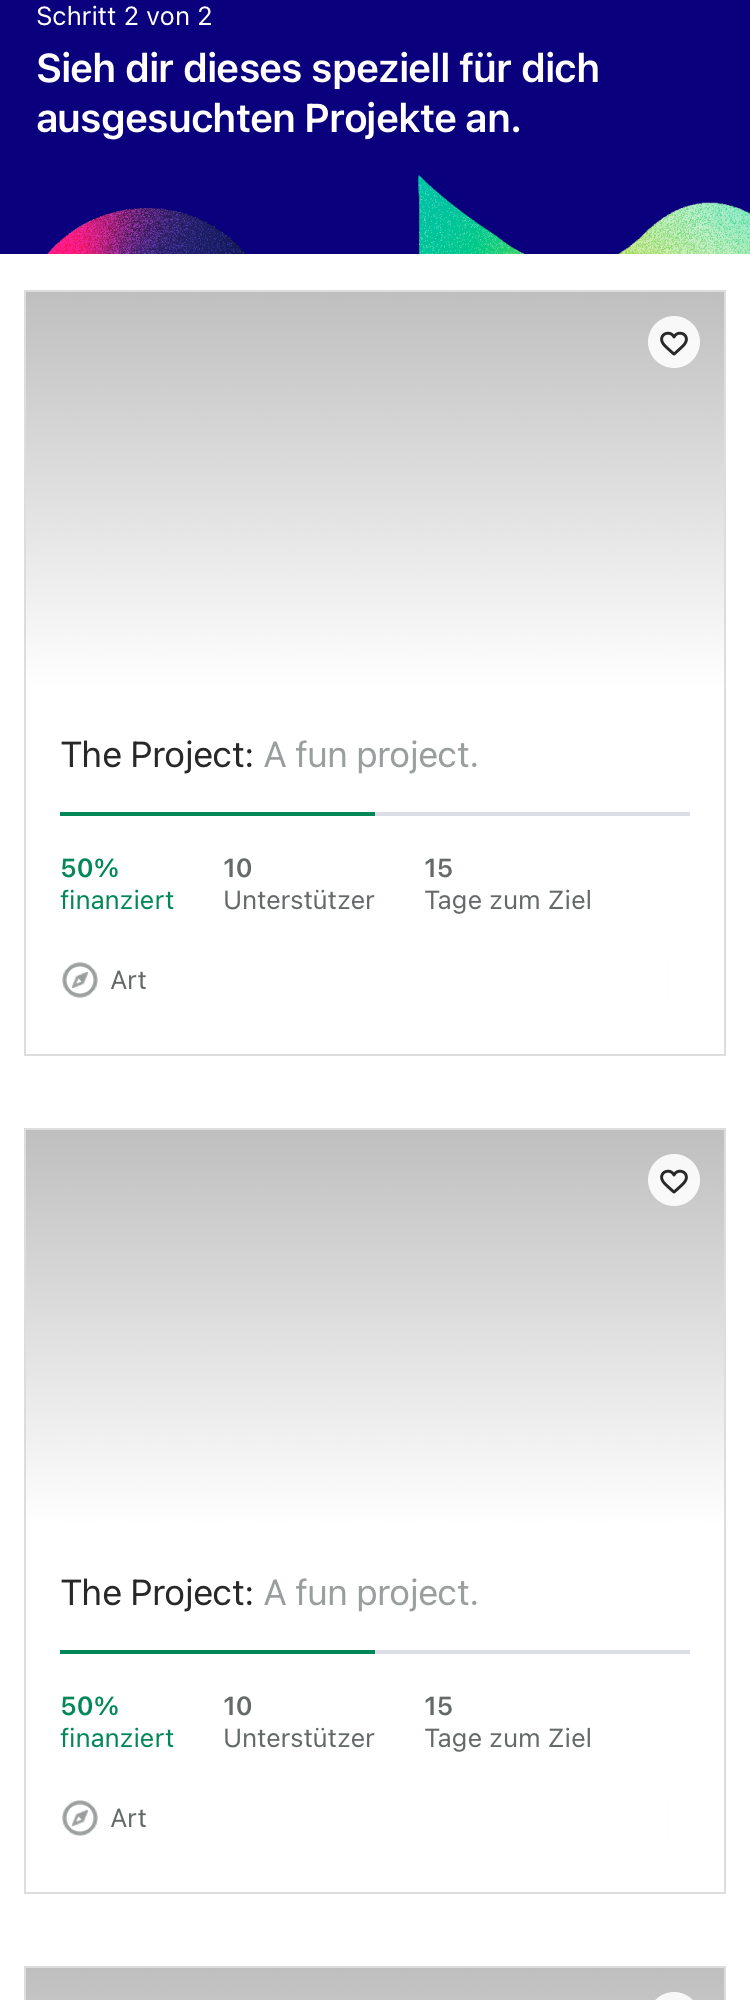 Schritt 2 von 2
Sieh dir dieses speziell für dich
ausgesuchten Projekte an.
The Project: A fun project.
50%
finanziert
10
Unterstützer
15
Tage zum Ziel
Art
The Project: A fun project.
50%
finanziert
10
Unterstützer
15
Tage zum Ziel
Art